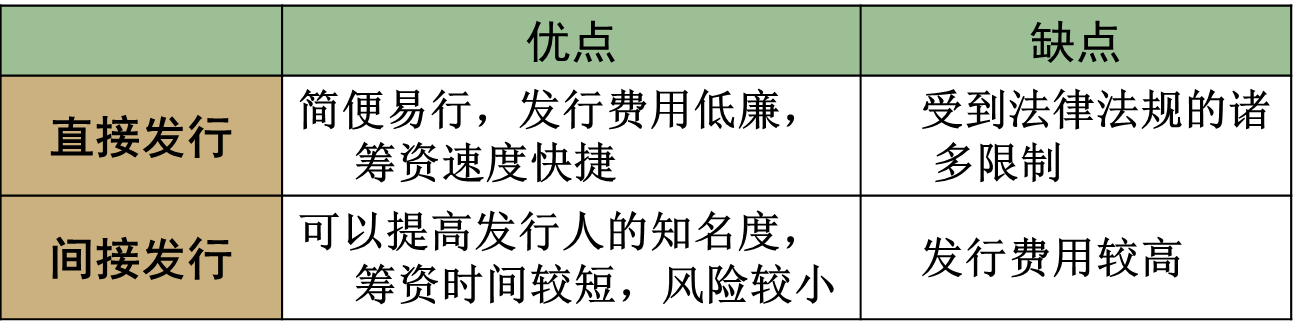 优点 缺点
直接发行
简便易行，发行费用低廉，
筹资速度快捷
受到法律法规的诸
多限制
间接发行
可以提高发行人的知名度，
筹资时间较短，风险较小
发行费用较高